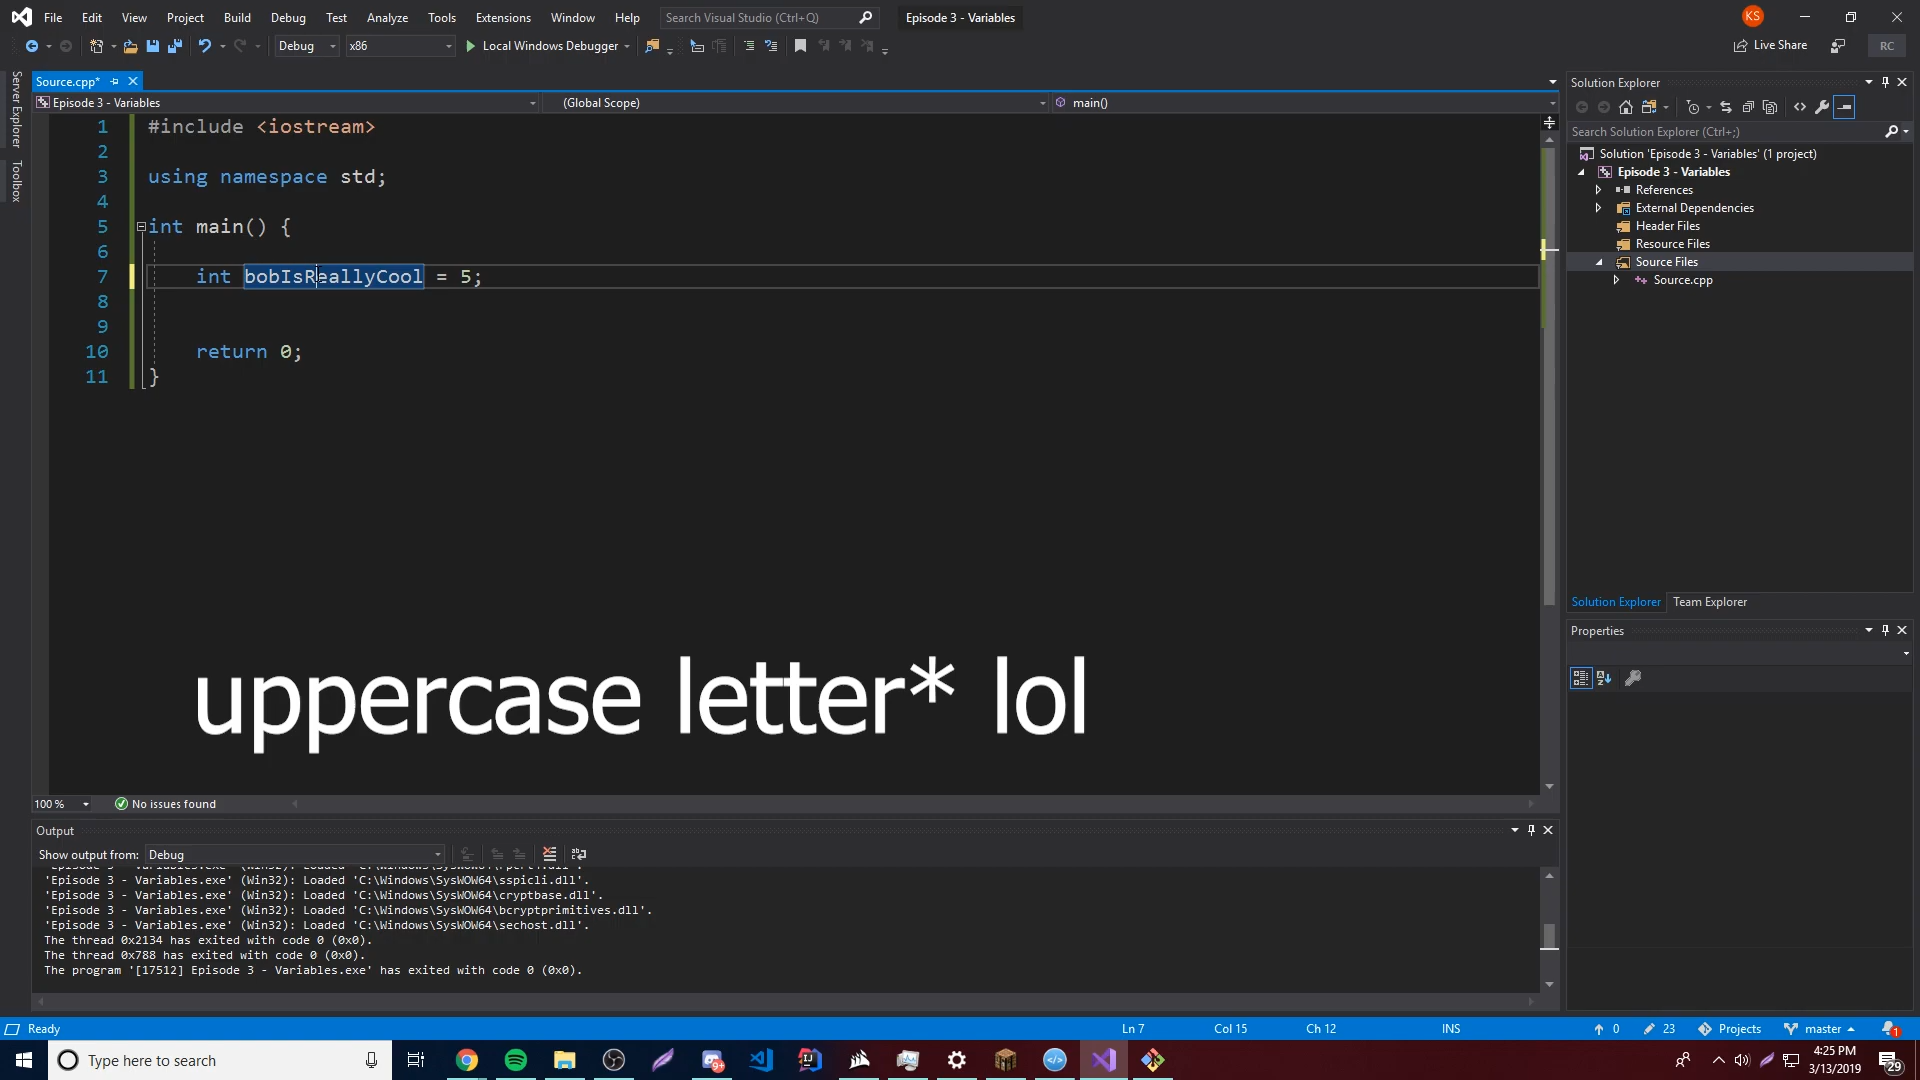 File Edit View Project Build Debug Test Analyze Tools Extensions Window Help Search Visual Studio (Ctrl+Q) Episode 3 - Variables KS
Debug x86 Local Windows Debugger Live Share RC
Server Explorer
Toolbox
Source.cpp*
Episode 3 - Variables (Global Scope) main()
1 #include <iostream>
2
3 using namespace std;
4
5 int main() {
6
7 int bobIsReallyCool = 5;
8
9
10 return 0;
11 }
uppercase letter* lol
100 % No issues found
Output
Show output from: Debug
'Episode 3 - Variables.exe' (Win32): Loaded 'C:\Windows\SysWOW64\sspicli.dll'.
'Episode 3 - Variables.exe' (Win32): Loaded 'C:\Windows\SysWOW64\cryptbase.dll'.
'Episode 3 - Variables.exe' (Win32): Loaded 'C:\Windows\SysWOW64\bcryptprimitives.dll'.
'Episode 3 - Variables.exe' (Win32): Loaded 'C:\Windows\SysWOW64\sechost.dll'.
The thread 0x2134 has exited with code 0 (0x0).
The thread 0x788 has exited with code 0 (0x0).
The program '[17512] Episode 3 - Variables.exe' has exited with code 0 (0x0).
Solution Explorer
Search Solution Explorer (Ctrl+;)
Solution 'Episode 3 - Variables' (1 project)
Episode 3 - Variables
References
External Dependencies
Header Files
Resource Files
Source Files
Source.cpp
Solution Explorer Team Explorer
Properties
Ready Ln 7 Col 15 Ch 12 INS 0 23 Projects master 1
Type here to search 9+ 4:25 PM
3/13/2019 29